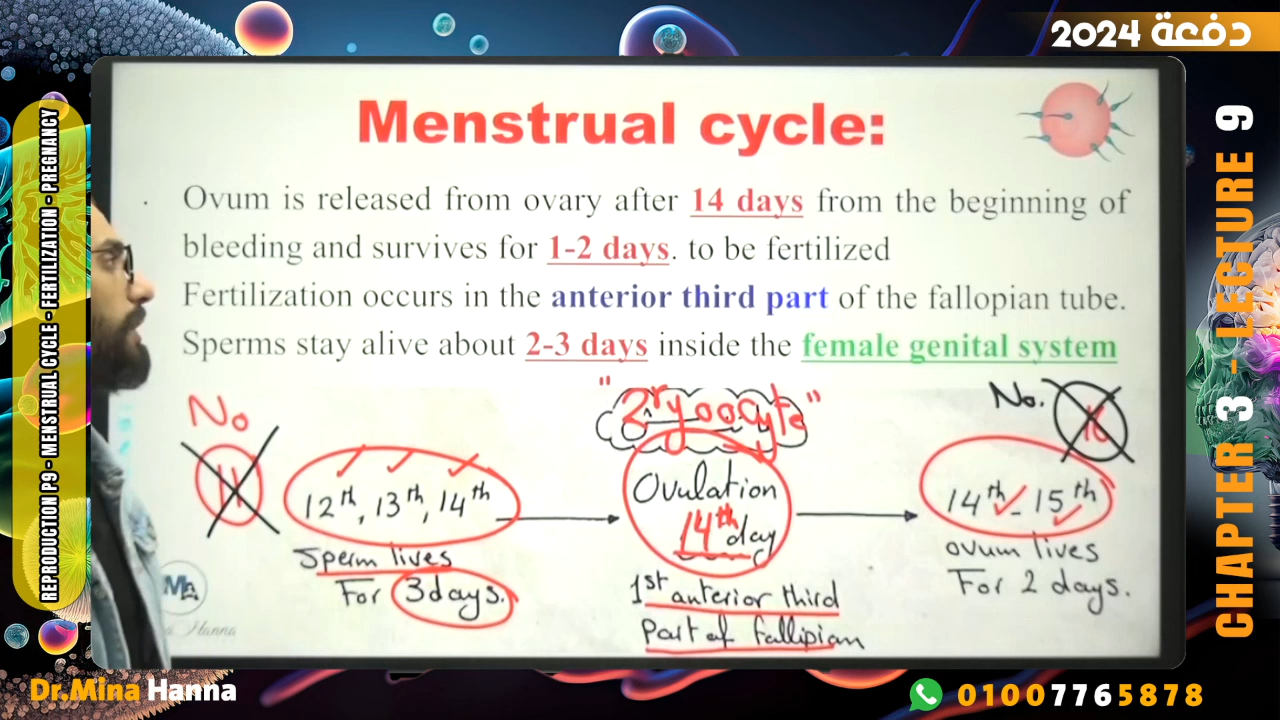 دفعة 2024
REPRODUCTION P9 - MENSTRUAL CYCLE - FERTILIZATION - PREGNANCY
CHAPTER 3 - LECTURE 9
Menstrual cycle:
Ovum is released from ovary after 14 days from the beginning of
bleeding and survives for 1-2 days. to be fertilized
Fertilization occurs in the anterior third part of the fallopian tube.
Sperms stay alive about 2-3 days inside the female genital system
No
11
12th, 13th, 14th
sperm lives
For 3days.
"2ry oocyte"
Ovulation
14th day
1st anterior third
Part of fallipian
No. 16
14th - 15th
ovum lives
For 2 days.
MA
Hanna
Dr.Mina Hanna
01007765878